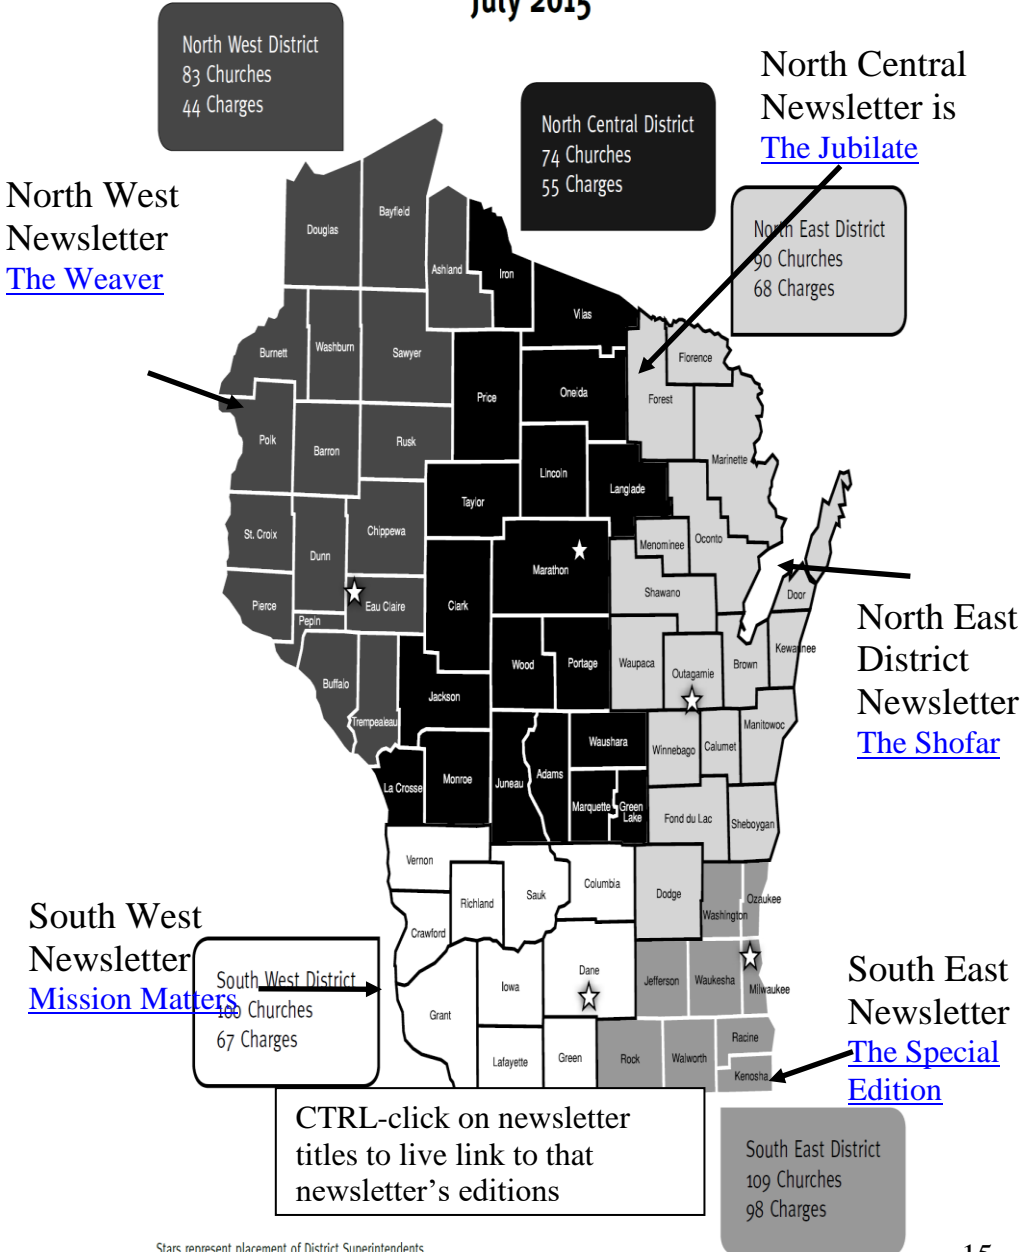 July 2015
North West District
83 Churches
44 Charges
North Central District
74 Churches
55 Charges
North Central
Newsletter is
The Jubilate
North West
Newsletter
The Weaver
North East District
90 Churches
68 Charges
Douglas
Bayfield
Ashland
Iron
Vilas
Burnett
Washburn
Sawyer
Price
Oneida
Forest
Florence
Polk
Barron
Rusk
Lincoln
Langlade
Marinette
Taylor
St. Croix
Dunn
Chippewa
Marathon
Menominee
Oconto
Pierce
Pepin
Eau Claire
Clark
Shawano
Door
Buffalo
Trempealeau
Jackson
Wood
Portage
Waupaca
Outagamie
Brown
Kewaunee
North East
District
Newsletter
The Shofar
La Crosse
Monroe
Juneau
Adams
Waushara
Marquette
Green
Lake
Winnebago
Calumet
Manitowoc
Fond du Lac
Sheboygan
Vernon
Richland
Sauk
Columbia
Dodge
Washington
Ozaukee
Crawford
South West
Newsletter
Mission Matters
South West District
100 Churches
67 Charges
Grant
Iowa
Dane
Jefferson
Waukesha
Milwaukee
Lafayette
Green
Rock
Walworth
Racine
Kenosha
South East
Newsletter
The Special
Edition
CTRL-click on newsletter
titles to live link to that
newsletter's editions
South East District
109 Churches
98 Charges
Stars represent placement of District Superintendents
15